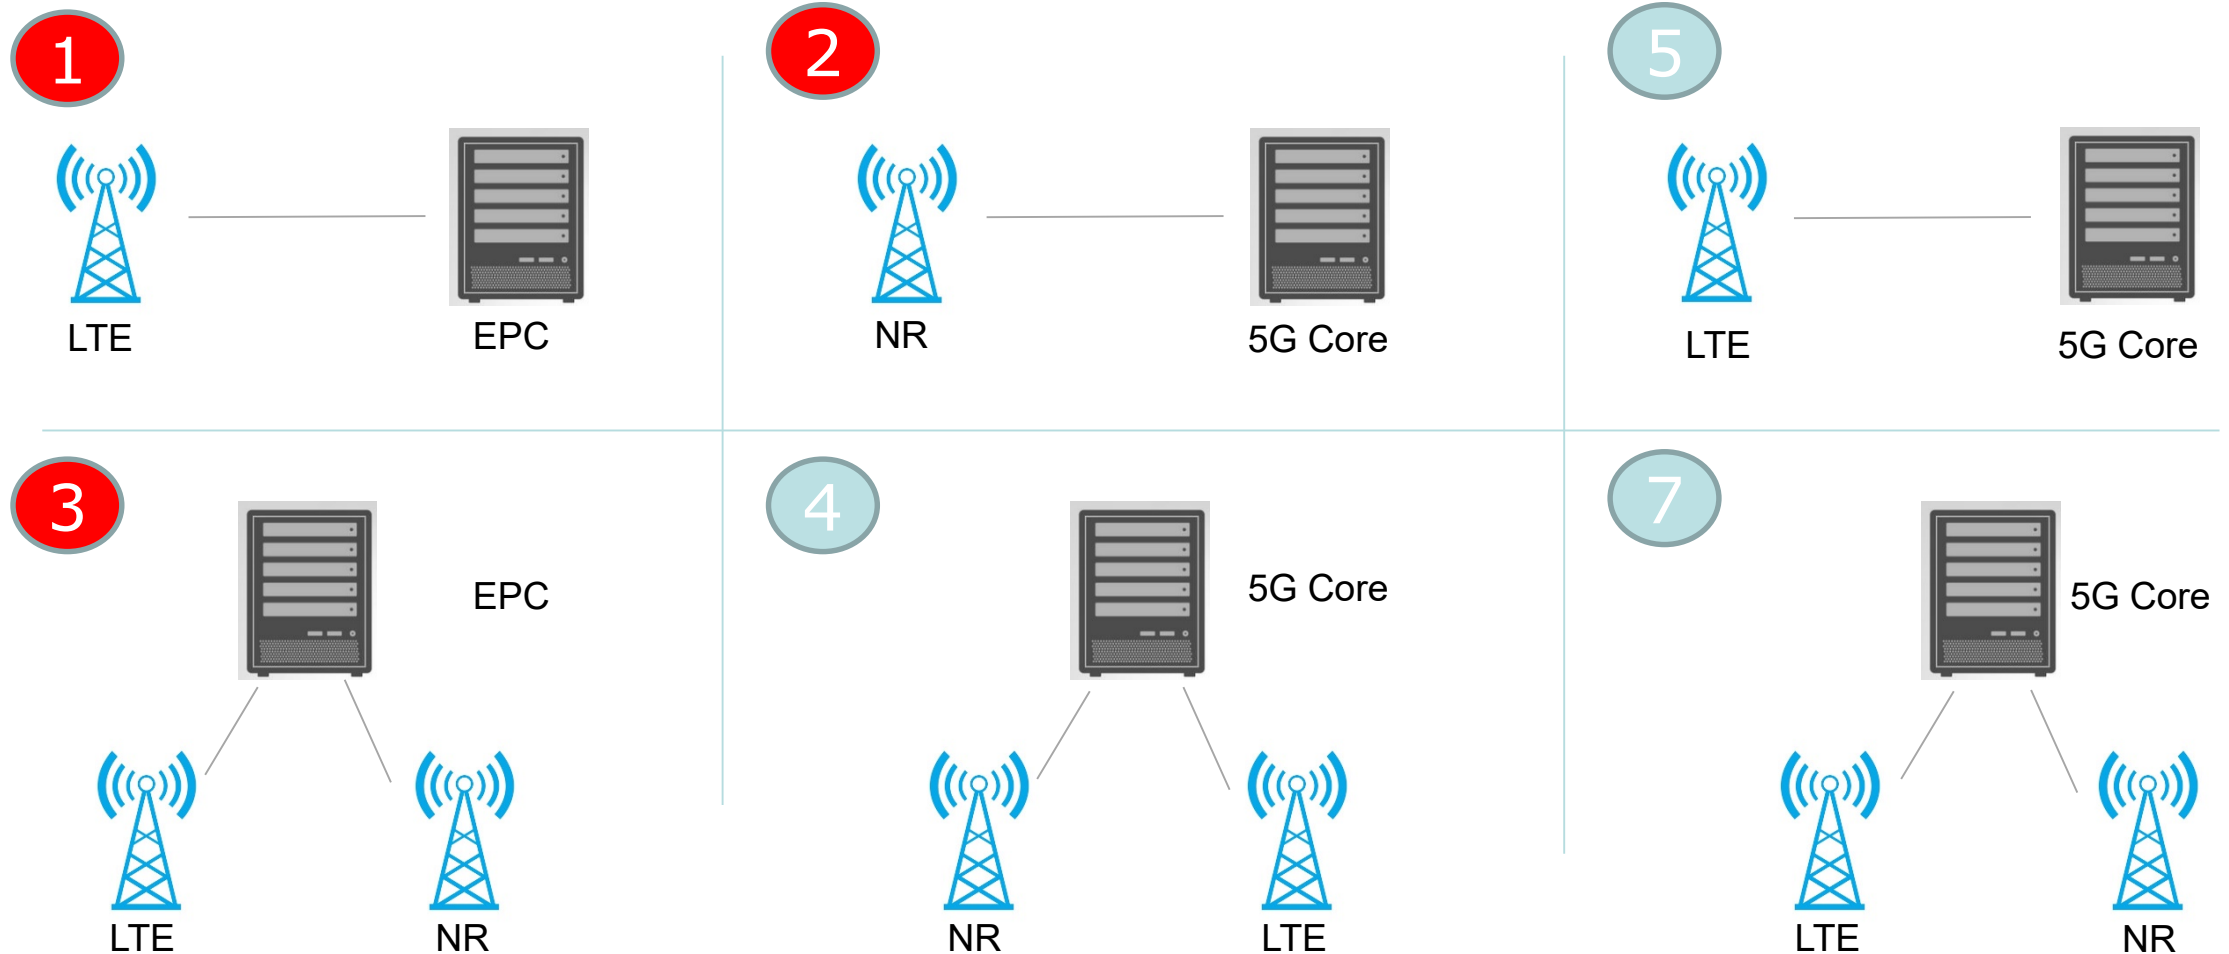 1
2
5
LTE
EPC
NR
5G Core
LTE
5G Core
3
4
7
EPC
5G Core
5G Core
LTE
NR
NR
LTE
LTE
NR